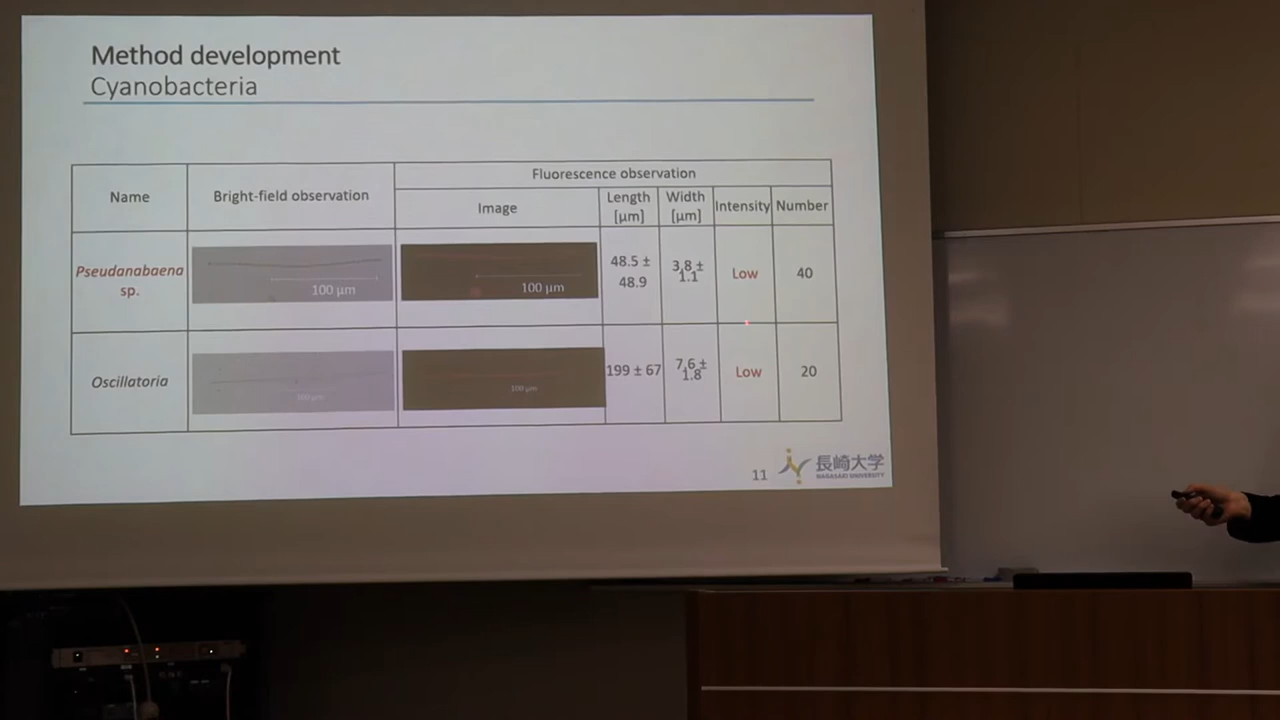 Method development
Cyanobacteria
Name
Bright-field observation
Fluorescence observation
Image
Length
[µm]
Width
[µm]
Intensity
Number
Pseudanabaena
sp.
100 µm
100 µm
48.5 ±
48.9
3.8 ±
1.1
Low
40
Oscillatoria
100 µm
100 µm
199 ± 67
7.6 ±
1.8
Low
20
11
長崎大学
NAGASAKI UNIVERSITY